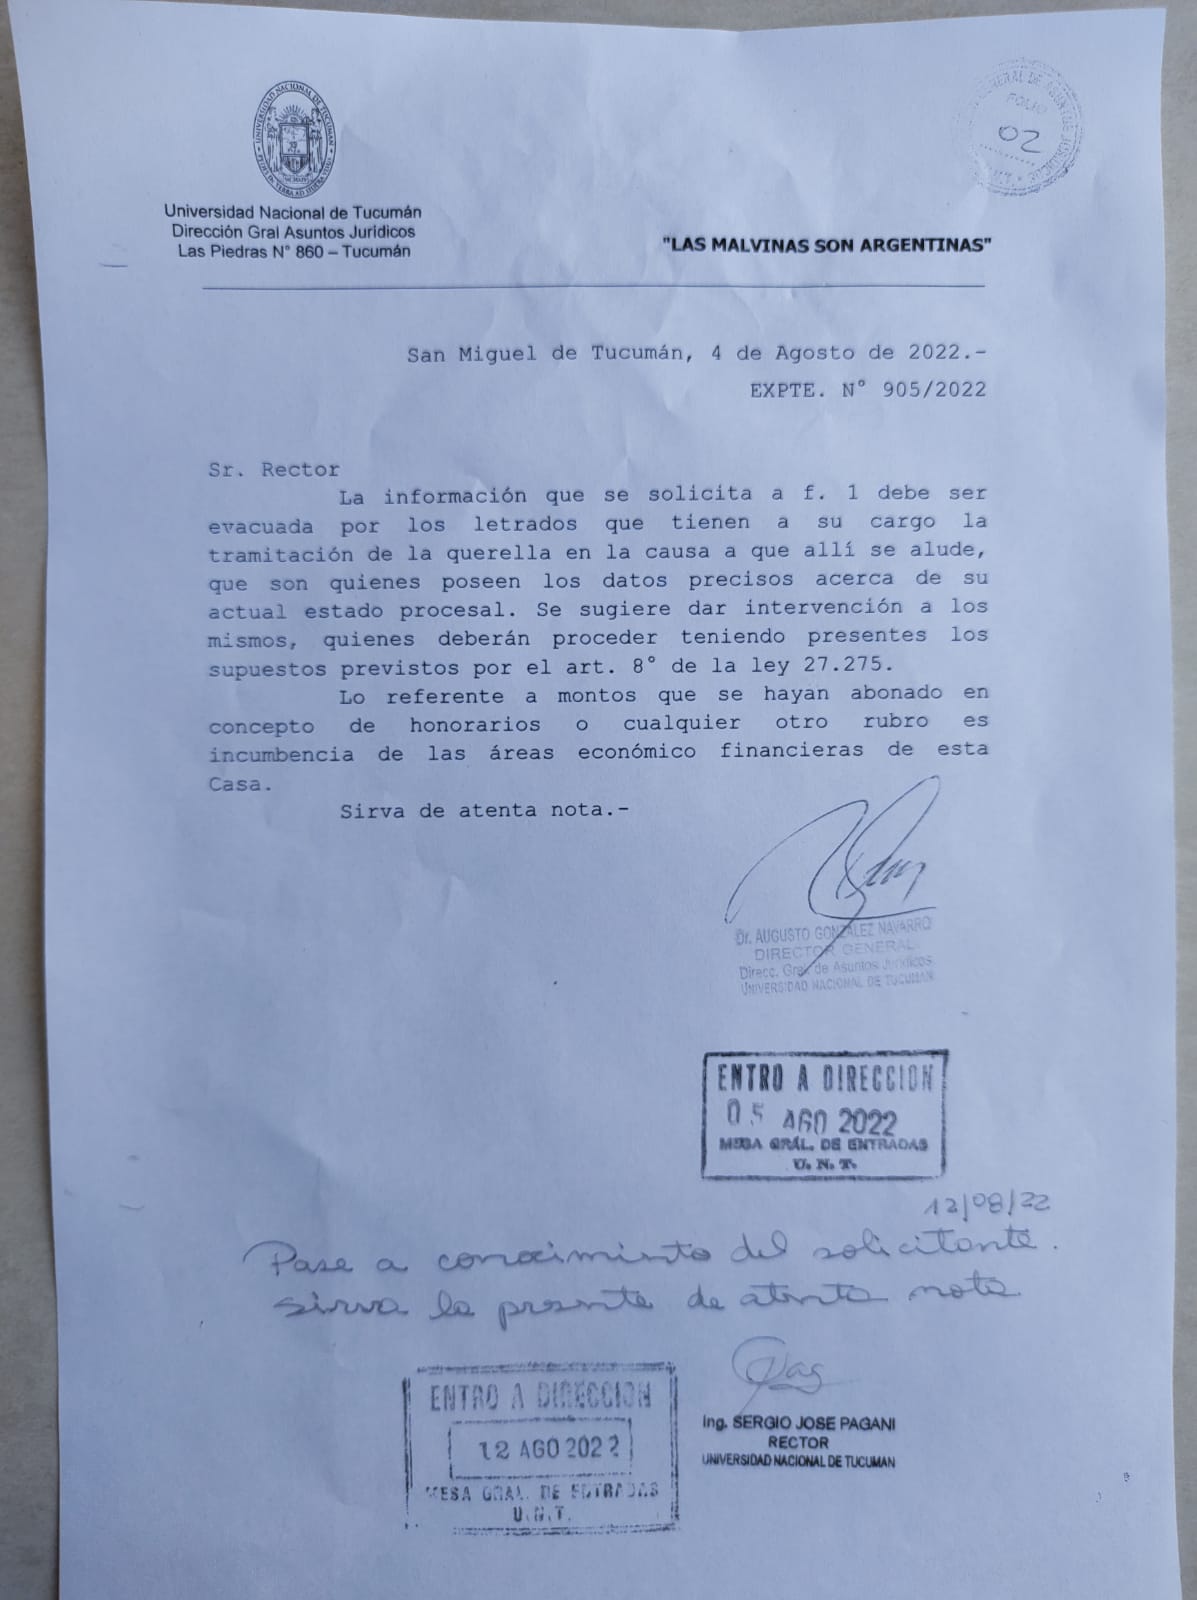 UNIVERSIDAD NACIONAL DE TUCUMAN
FOLIO
02
Universidad Nacional de Tucumán
Dirección Gral Asuntos Jurídicos
Las Piedras N° 860 – Tucumán
"LAS MALVINAS SON ARGENTINAS"
San Miguel de Tucumán, 4 de Agosto de 2022.-
EXPTE. N° 905/2022
Sr. Rector
La información que se solicita a f. 1 debe ser
evacuada por los letrados que tienen a su cargo la
tramitación de la querella en la causa a que allí se alude,
que son quienes poseen los datos precisos acerca de su
actual estado procesal. Se sugiere dar intervención a los
mismos, quienes deberán proceder teniendo presentes los
supuestos previstos por el art. 8° de la ley 27.275.
Lo referente a montos que se hayan abonado en
concepto de honorarios o cualquier otro rubro es
incumbencia de las áreas económico financieras de esta
Casa.
Sirva de atenta nota.-
Dr. AUGUSTO GONZALEZ NAVARRO
DIRECTOR GENERAL
Direcc. Gral. de Asuntos Jurídicos
UNIVERSIDAD NACIONAL DE TUCUMAN
ENTRO A DIRECCION
05 AGO 2022
MESA GRÁL. DE ENTRADAS
U. N. T.
12/08/22
Pase a conocimiento del solicitante.
sirva la presente de atenta nota
ENTRO A DIRECCION
12 AGO 2022
MESA GRAL. DE ENTRADAS
U.N.T.
Ing. SERGIO JOSE PAGANI
RECTOR
UNIVERSIDAD NACIONAL DE TUCUMAN